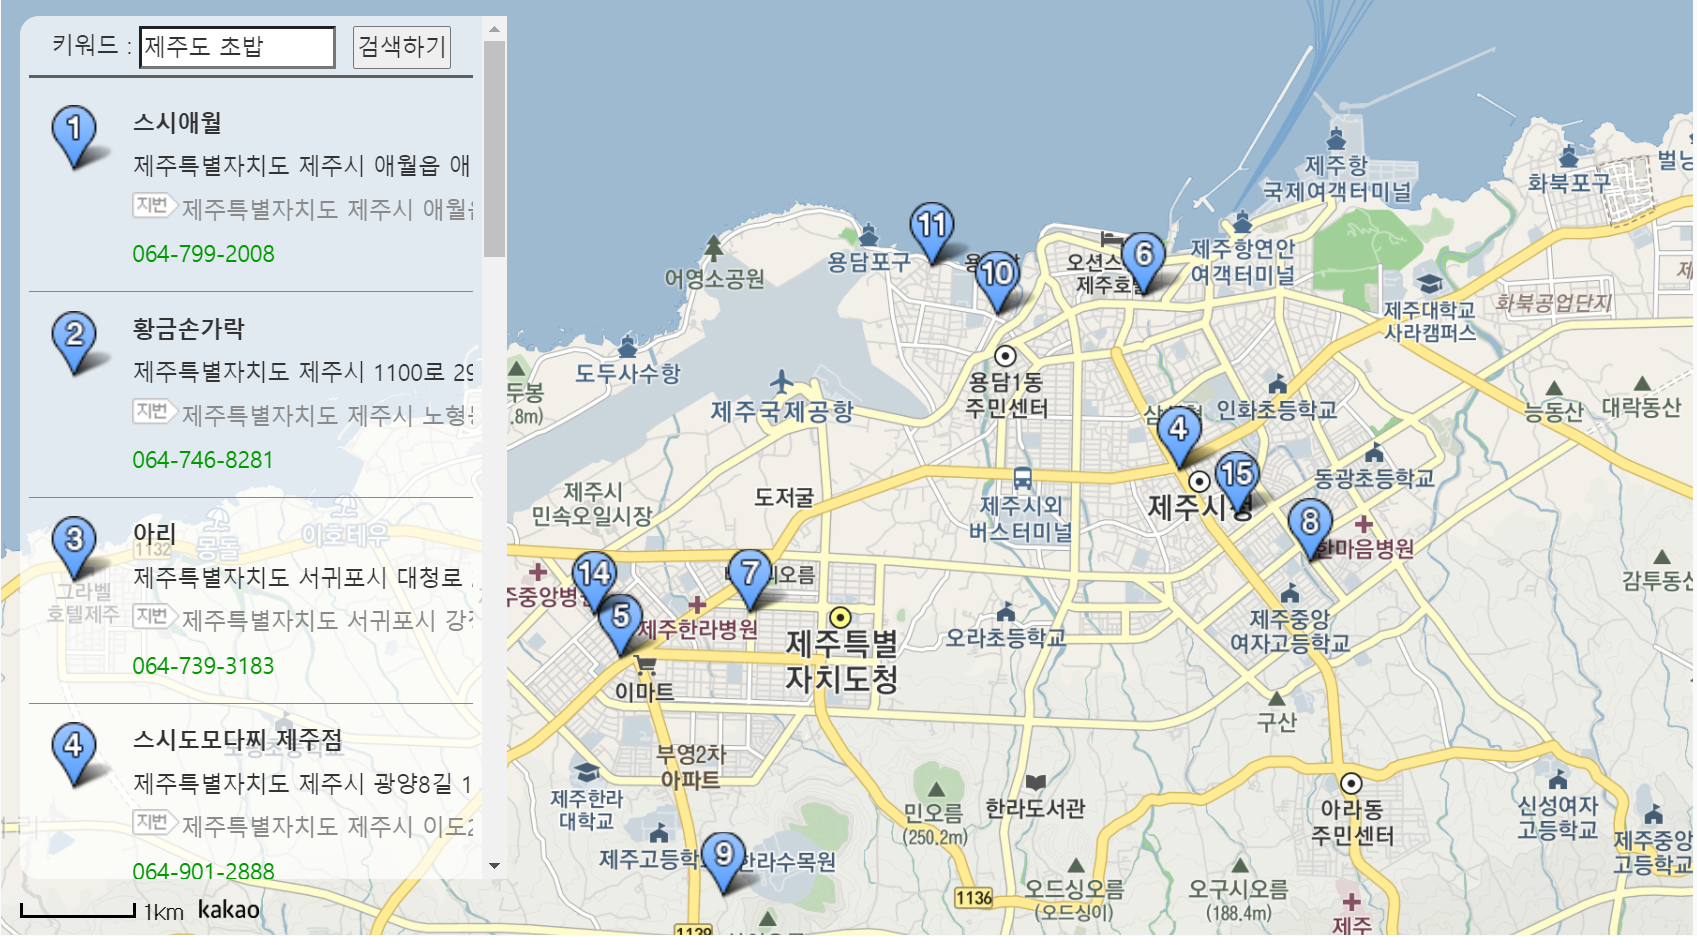 키워드 : 제주도 초밥 검색하기
1
스시애월
제주특별자치도 제주시 애월읍 애
지번 제주특별자치도 제주시 애월읍
064-799-2008
2
황금손가락
제주특별자치도 제주시 1100로 29
지번 제주특별자치도 제주시 노형동
064-746-8281
3
아리
제주특별자치도 서귀포시 대청로
지번 제주특별자치도 서귀포시 강정
064-739-3183
4
스시도모다찌 제주점
제주특별자치도 제주시 광양8길 1
지번 제주특별자치도 제주시 이도2
064-901-2888
1km kakao
1132
몽돌
이호테우
그라벨
호텔제주
제주항
국제여객터미널
화북포구
벌낭
11
용담포구
10
6
오션스
제주호텔
제주항연안
여객터미널
어영소공원
제주대학교
사라캠퍼스
화북공업단지
도두사수항
두봉
.8m)
제주국제공항
용담1동
주민센터
인화초등학교
능동산
대락동산
4
15
제주시청
동광초등학교
제주시
민속오일시장
도저굴
제주시외
버스터미널
8
한마음병원
14
7
5
제주한라병원
제주특별
자치도청
오라초등학교
제주중앙
여자고등학교
감투동산
이마트
구산
부영2차
아파트
제주한라
대학교
민오름
(250.2m)
한라도서관
아라동
주민센터
신성여자
고등학교
제주중앙
고등학교
제주고등학
9
한라수목원
1136
오드싱오름
(오드싱이)
오구시오름
(188.4m)
제주
1139